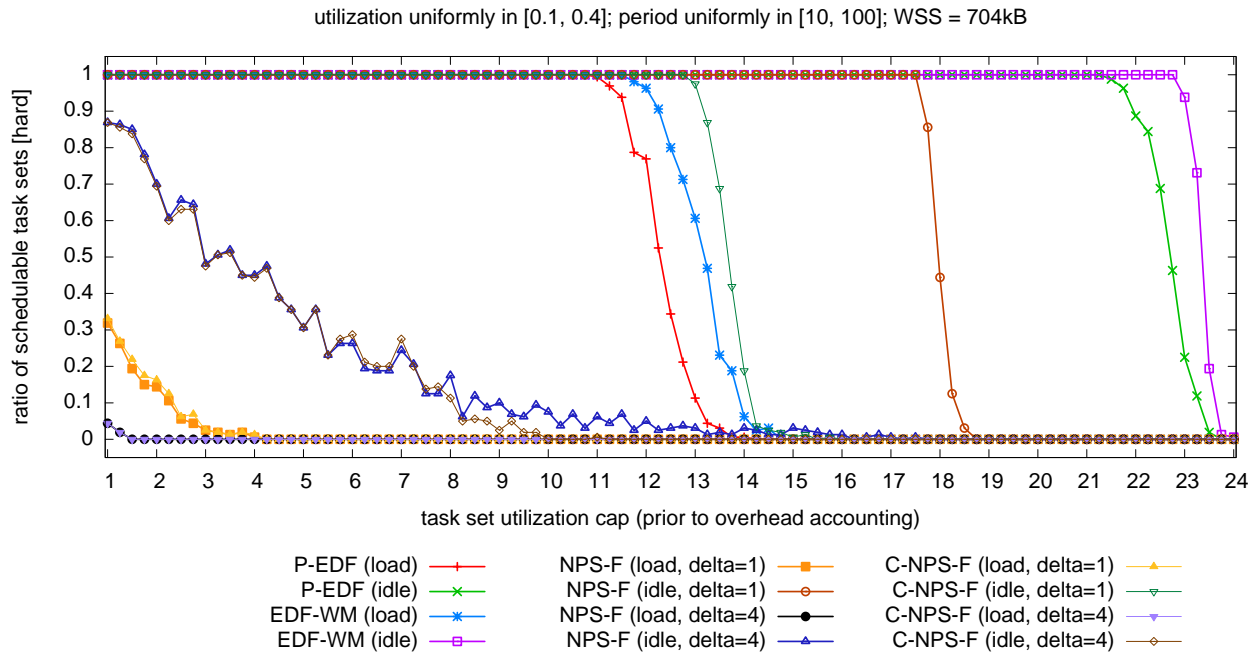 utilization uniformly in [0.1, 0.4]; period uniformly in [10, 100]; WSS = 704kB
ratio of schedulable task sets [hard]
1
0.9
0.8
0.7
0.6
0.5
0.4
0.3
0.2
0.1
0
1 2 3 4 5 6 7 8 9 10 11 12 13 14 15 16 17 18 19 20 21 22 23 24
task set utilization cap (prior to overhead accounting)
P-EDF (load) NPS-F (load, delta=1) C-NPS-F (load, delta=1)
P-EDF (idle) NPS-F (idle, delta=1) C-NPS-F (idle, delta=1)
EDF-WM (load) NPS-F (load, delta=4) C-NPS-F (load, delta=4)
EDF-WM (idle) NPS-F (idle, delta=4) C-NPS-F (idle, delta=4)